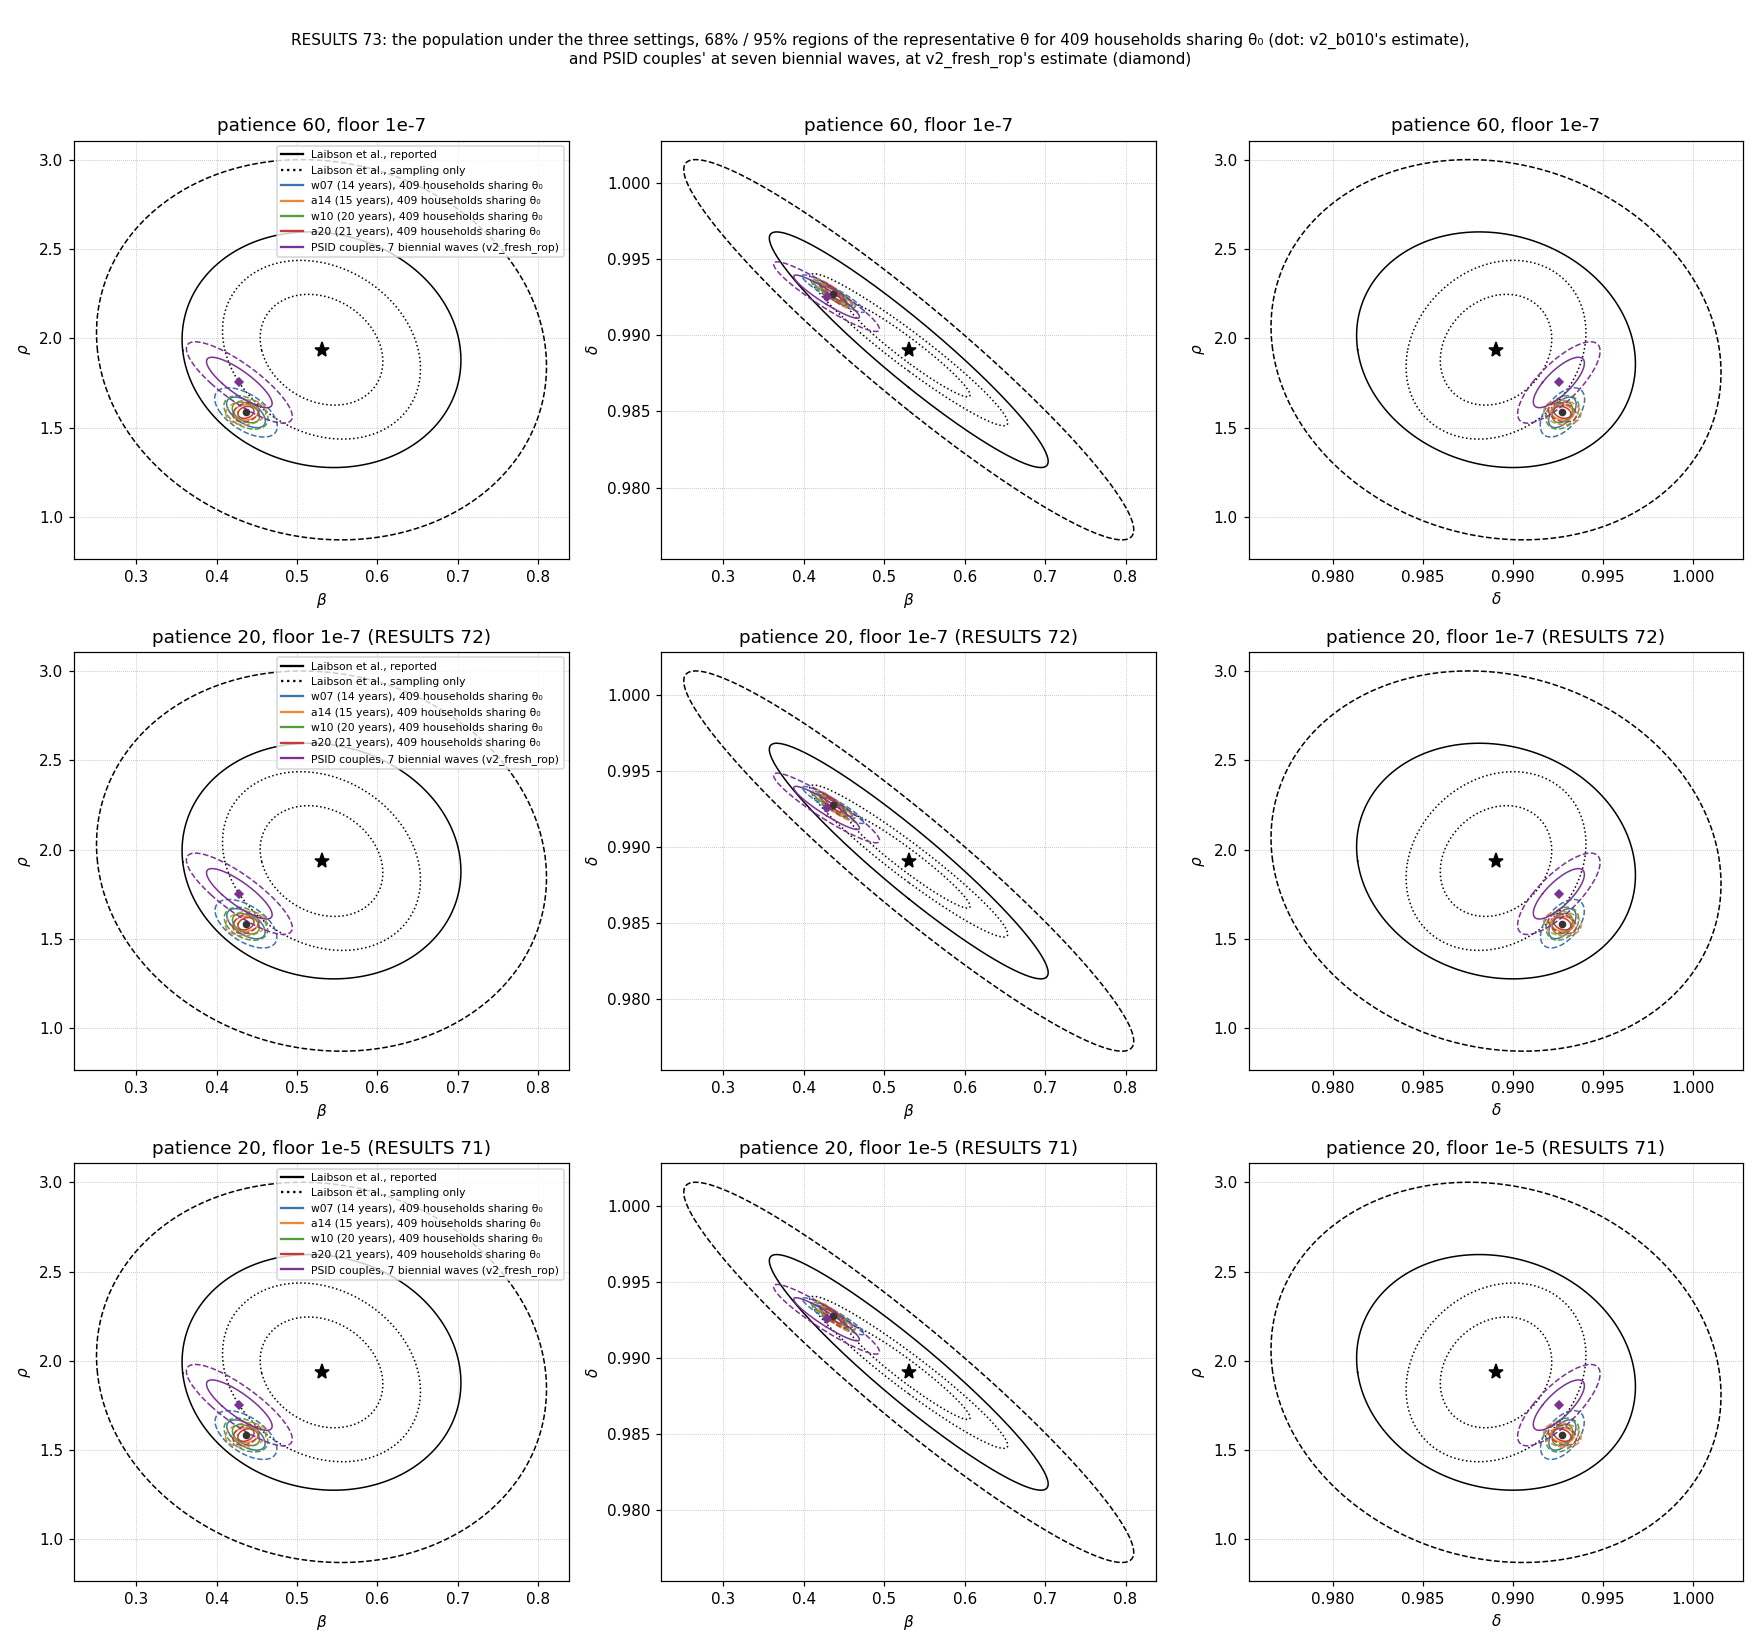 RESULTS 73: the population under the three settings, 68% / 95% regions of the representative θ for 409 households sharing θ₀ (dot: v2_b010's estimate),
and PSID couples' at seven biennial waves, at v2_fresh_rop's estimate (diamond)
patience 60, floor 1e-7
patience 60, floor 1e-7
patience 60, floor 1e-7
Laibson et al., reported
Laibson et al., sampling only
w07 (14 years), 409 households sharing θ₀
a14 (15 years), 409 households sharing θ₀
w10 (20 years), 409 households sharing θ₀
a20 (21 years), 409 households sharing θ₀
PSID couples, 7 biennial waves (v2_fresh_rop)
3.0
2.5
2.0
1.5
1.0
ρ
0.3 0.4 0.5 0.6 0.7 0.8
β
1.000
0.995
0.990
0.985
0.980
δ
0.3 0.4 0.5 0.6 0.7 0.8
β
3.0
2.5
2.0
1.5
1.0
ρ
0.980 0.985 0.990 0.995 1.000
δ
patience 20, floor 1e-7 (RESULTS 72)
patience 20, floor 1e-7 (RESULTS 72)
patience 20, floor 1e-7 (RESULTS 72)
Laibson et al., reported
Laibson et al., sampling only
w07 (14 years), 409 households sharing θ₀
a14 (15 years), 409 households sharing θ₀
w10 (20 years), 409 households sharing θ₀
a20 (21 years), 409 households sharing θ₀
PSID couples, 7 biennial waves (v2_fresh_rop)
3.0
2.5
2.0
1.5
1.0
ρ
0.3 0.4 0.5 0.6 0.7 0.8
β
1.000
0.995
0.990
0.985
0.980
δ
0.3 0.4 0.5 0.6 0.7 0.8
β
3.0
2.5
2.0
1.5
1.0
ρ
0.980 0.985 0.990 0.995 1.000
δ
patience 20, floor 1e-5 (RESULTS 71)
patience 20, floor 1e-5 (RESULTS 71)
patience 20, floor 1e-5 (RESULTS 71)
Laibson et al., reported
Laibson et al., sampling only
w07 (14 years), 409 households sharing θ₀
a14 (15 years), 409 households sharing θ₀
w10 (20 years), 409 households sharing θ₀
a20 (21 years), 409 households sharing θ₀
PSID couples, 7 biennial waves (v2_fresh_rop)
3.0
2.5
2.0
1.5
1.0
ρ
0.3 0.4 0.5 0.6 0.7 0.8
β
1.000
0.995
0.990
0.985
0.980
δ
0.3 0.4 0.5 0.6 0.7 0.8
β
3.0
2.5
2.0
1.5
1.0
ρ
0.980 0.985 0.990 0.995 1.000
δ